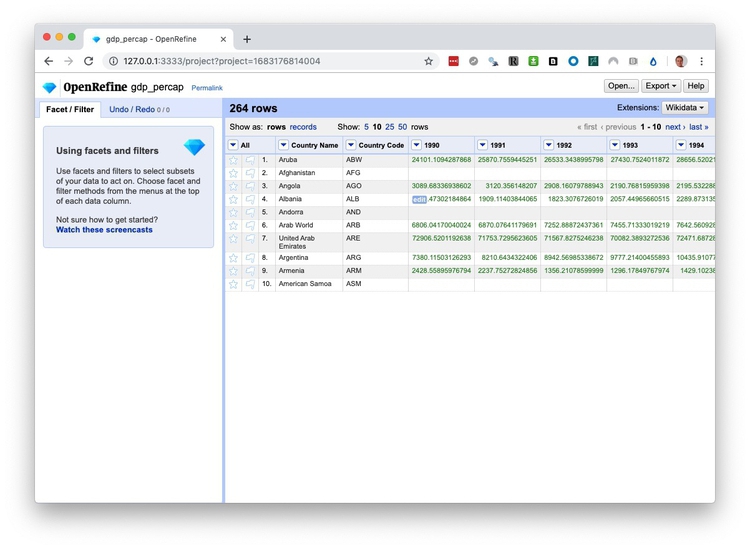 gdp_percap - OpenRefine
127.0.0.1:3333/project?project=1683176814004
OpenRefine gdp_percap Permalink
Open... Export Help
Facet / Filter Undo / Redo 0 / 0
264 rows
Extensions: Wikidata
Show as: rows records Show: 5 10 25 50 rows
« first ‹ previous 1 - 10 next › last »
Using facets and filters
Use facets and filters to select subsets
of your data to act on. Choose facet and
filter methods from the menus at the top
of each data column.
Not sure how to get started?
Watch these screencasts
All Country Name Country Code 1990 1991 1992 1993 1994
1. Aruba ABW 24101.1094287868 25870.7559445251 26533.3438995798 27430.7524011872 28656.52021
2. Afghanistan AFG
3. Angola AGO 3089.68336938602 3120.356148207 2908.16079788943 2190.76815959398 2195.532288
4. Albania ALB edit .47302184864 1909.11403844065 1823.3076726019 2057.44965660515 2289.873135
5. Andorra AND
6. Arab World ARB 6806.04170040024 6870.07641179691 7252.88872437361 7455.71333019219 7642.560928
7. United Arab Emirates ARE 72906.5201192638 71753.7295623605 71567.8275246238 70082.3893272536 72471.68728
8. Argentina ARG 7380.11503126293 8210.6434322406 8942.56985338672 9777.21400455893 10435.91077
9. Armenia ARM 2428.55895976794 2237.75272824856 1356.21078599999 1296.17849767974 1429.10238
10. American Samoa ASM